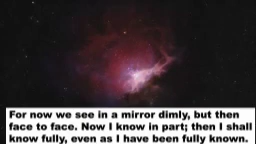 For now we see in a mirror dimly, but then
face to face. Now I know in part; then I shall
know fully, even as I have been fully known.